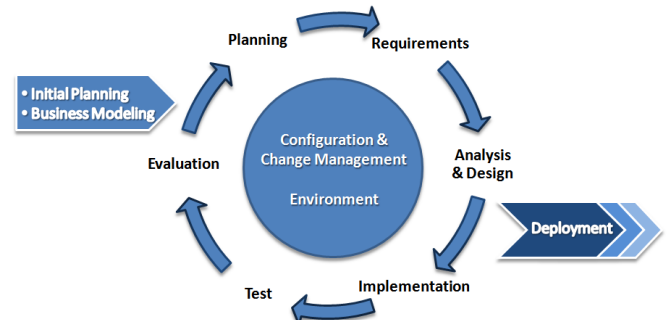 Planning
Requirements
• Initial Planning
• Business Modeling
Configuration &
Change Management
Environment
Evaluation
Analysis
& Design
Deployment
Implementation
Test